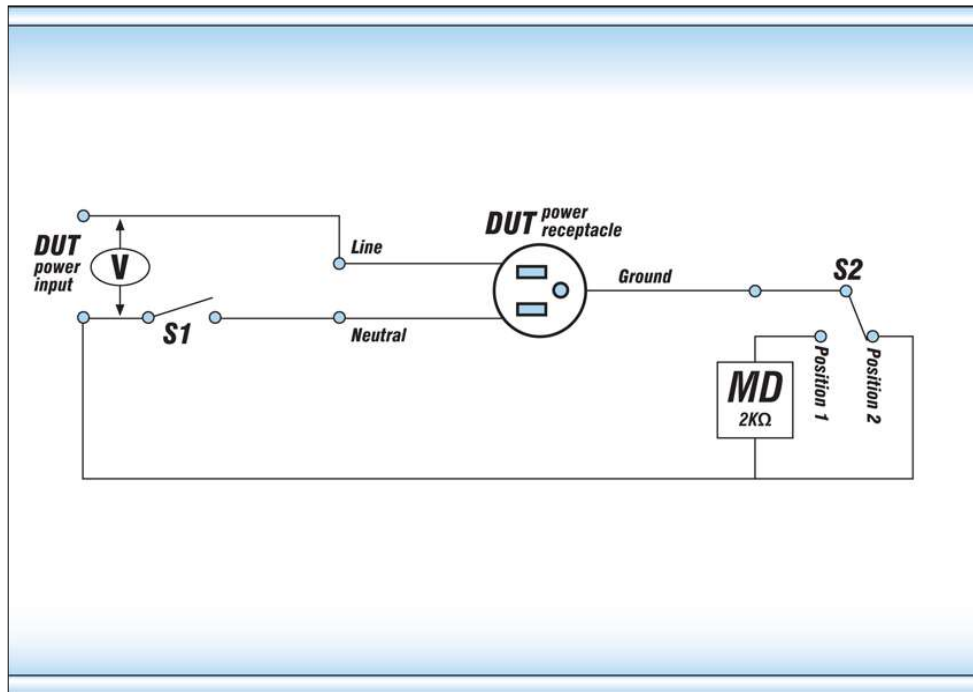 DUT
power
input
V
S1
Line
Neutral
DUT power
receptacle
Ground
S2
Position 1
Position 2
MD
2KΩ